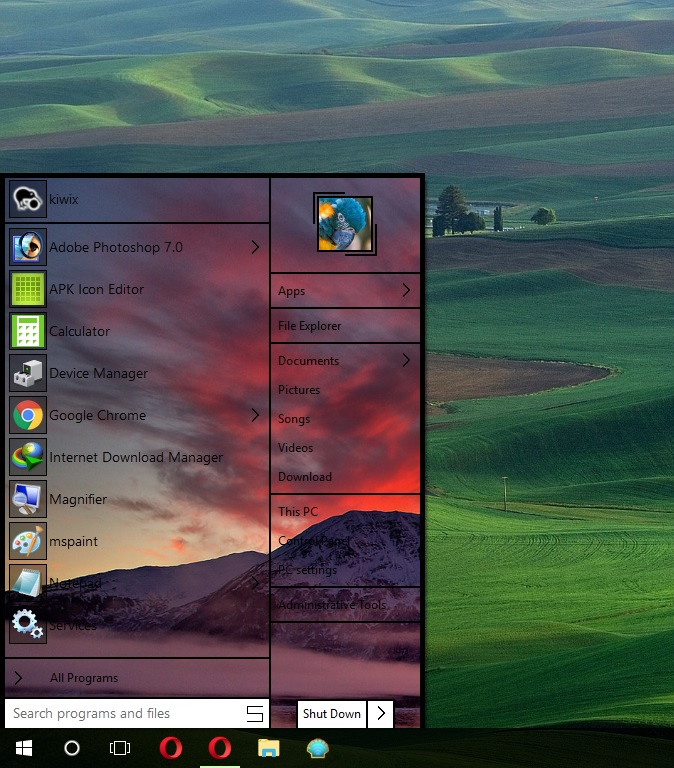 kiwix
Adobe Photoshop 7.0
APK Icon Editor
Calculator
Device Manager
Google Chrome
Internet Download Manager
Magnifier
mspaint
Notepad
Services
All Programs
Search programs and files
Apps
File Explorer
Documents
Pictures
Songs
Videos
Download
This PC
Control Panel
PC settings
Administrative Tools
Shut Down